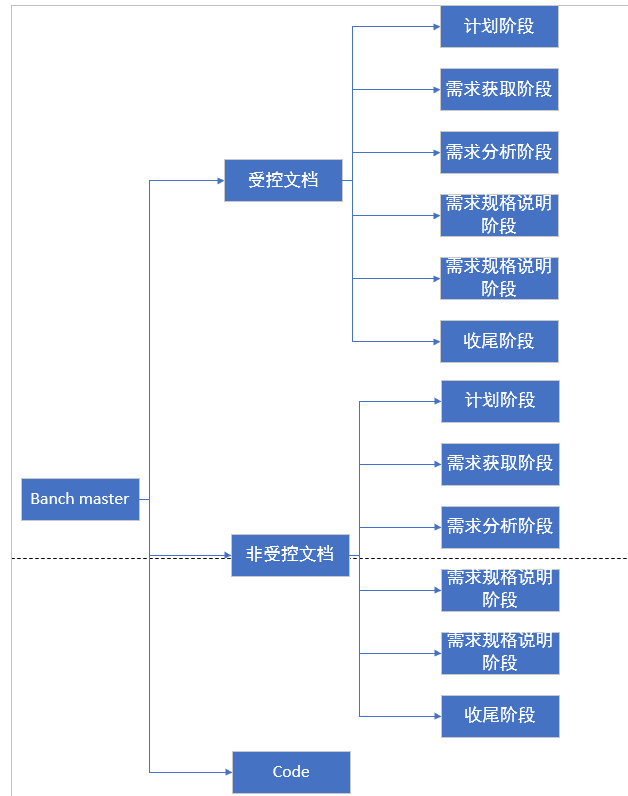 计划阶段
需求获取阶段
需求分析阶段
受控文档
需求规格说明
阶段
需求规格说明
阶段
收尾阶段
计划阶段
需求获取阶段
Banch master
需求分析阶段
非受控文档
需求规格说明
阶段
需求规格说明
阶段
收尾阶段
Code